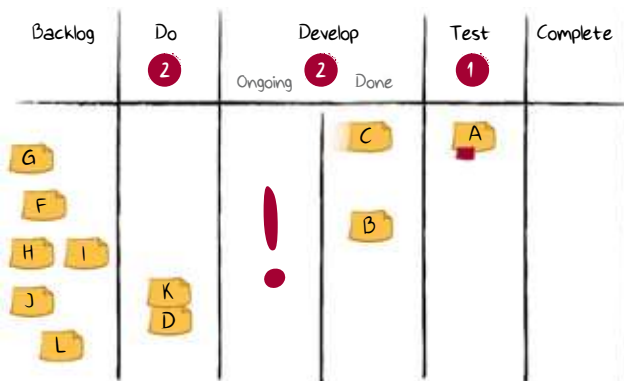 Backlog Do Develop Test Complete
2 2 1
Ongoing Done
C A
G
F
B
H I
K
J
D
L